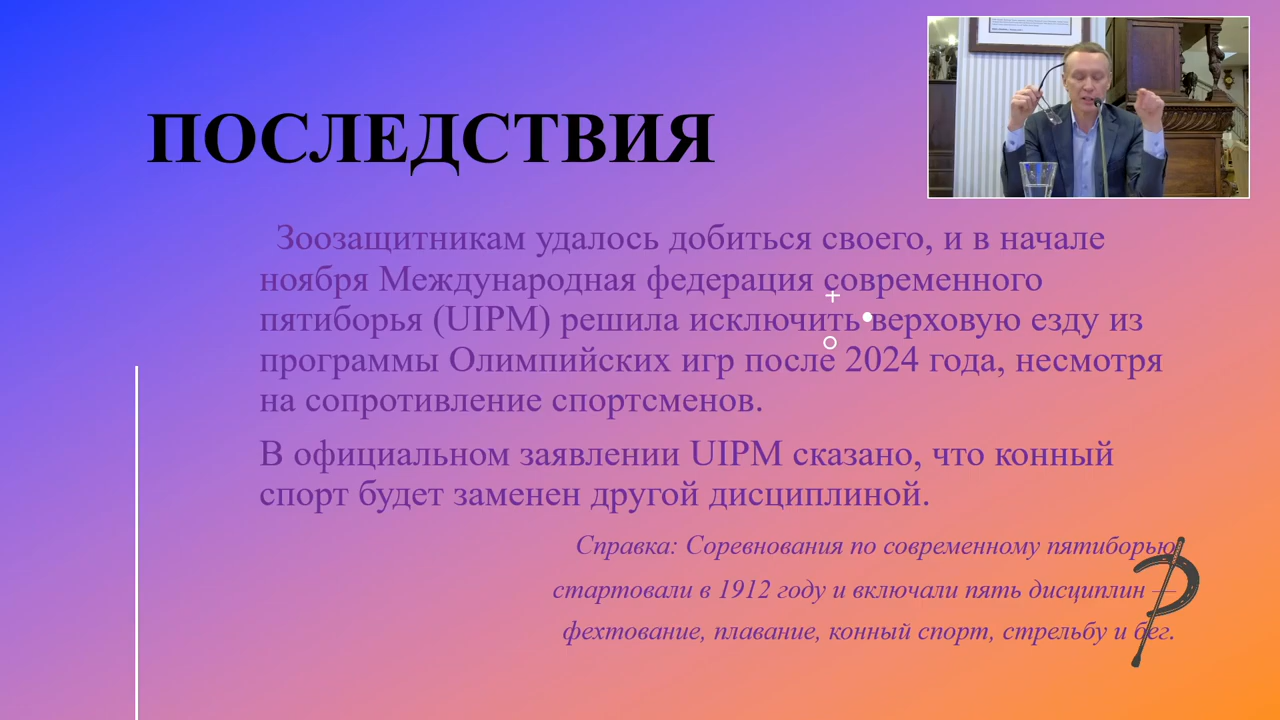 ПОСЛЕДСТВИЯ
Зоозащитникам удалось добиться своего, и в начале
ноября Международная федерация современного
пятиборья (UIPM) решила исключить верховую езду из
программы Олимпийских игр после 2024 года, несмотря
на сопротивление спортсменов.
В официальном заявлении UIPM сказано, что конный
спорт будет заменен другой дисциплиной.
Справка: Соревнования по современному пятиборью
стартовали в 1912 году и включали пять дисциплин —
фехтование, плавание, конный спорт, стрельбу и бег.